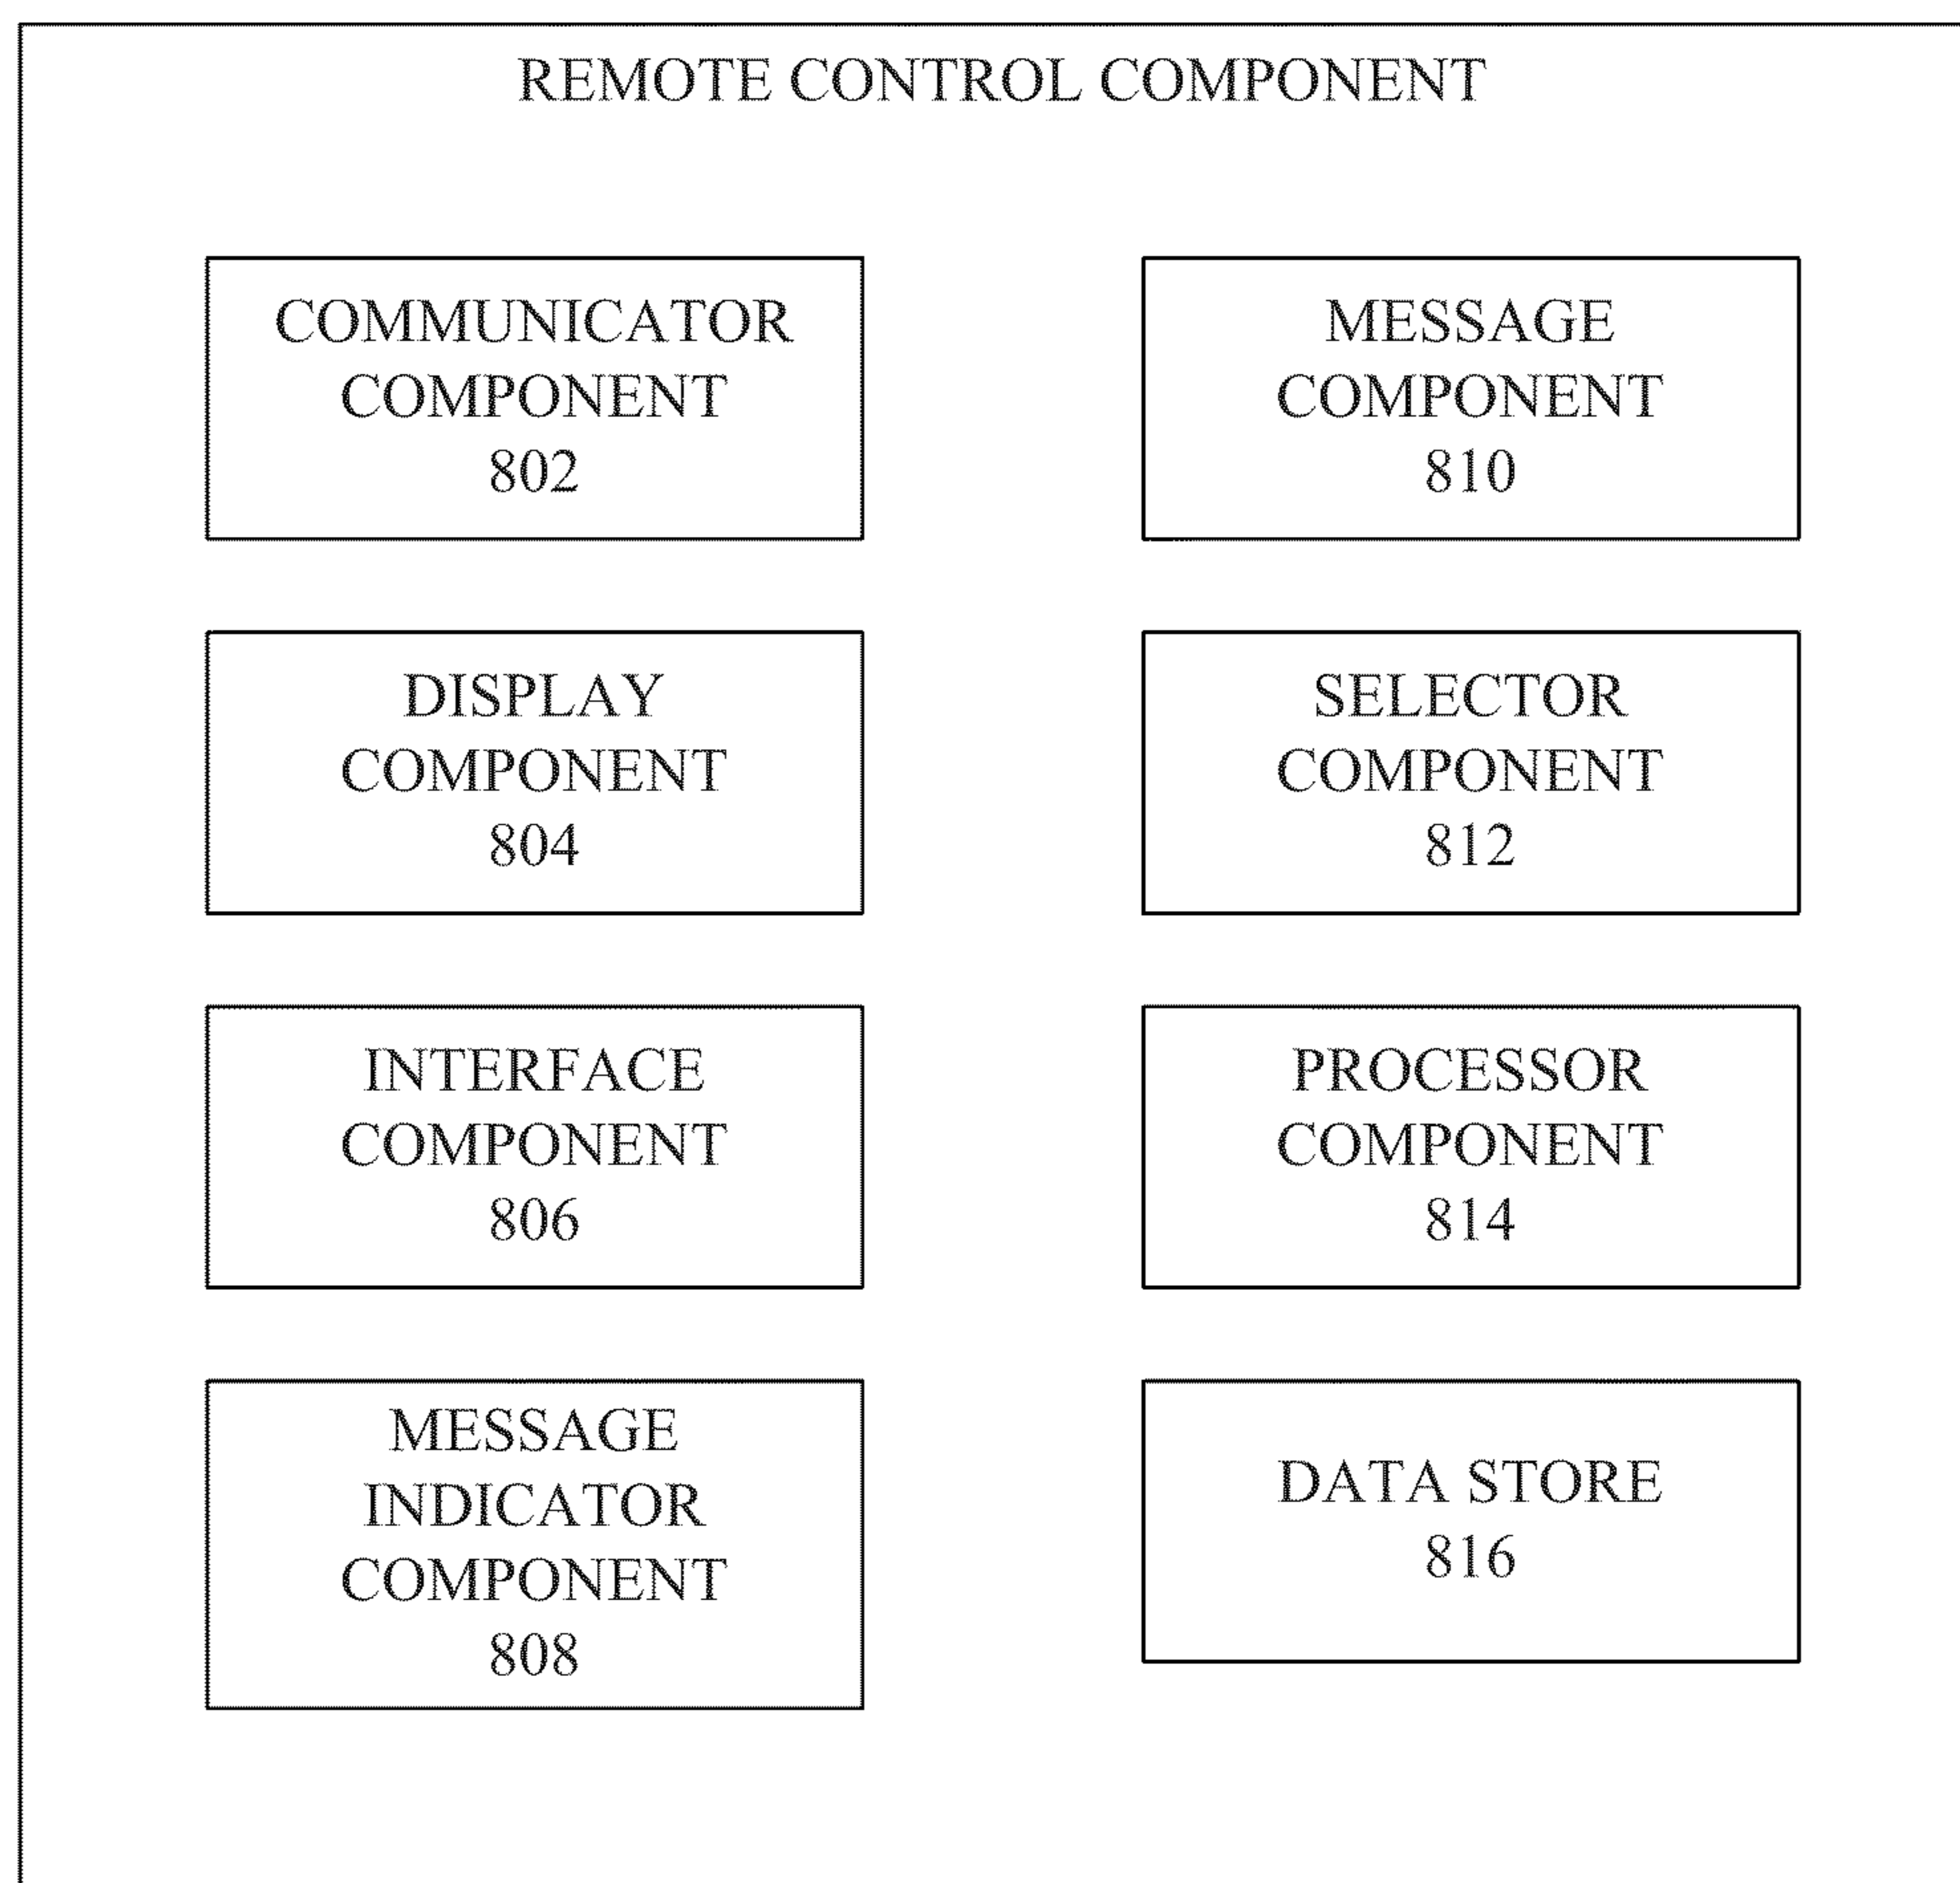 REMOTE CONTROL COMPONENT
COMMUNICATOR
COMPONENT
802
DISPLAY
COMPONENT
804
INTERFACE
COMPONENT
806
MESSAGE
INDICATOR
COMPONENT
808
MESSAGE
COMPONENT
810
SELECTOR
COMPONENT
812
PROCESSOR
COMPONENT
814
DATA STORE
816